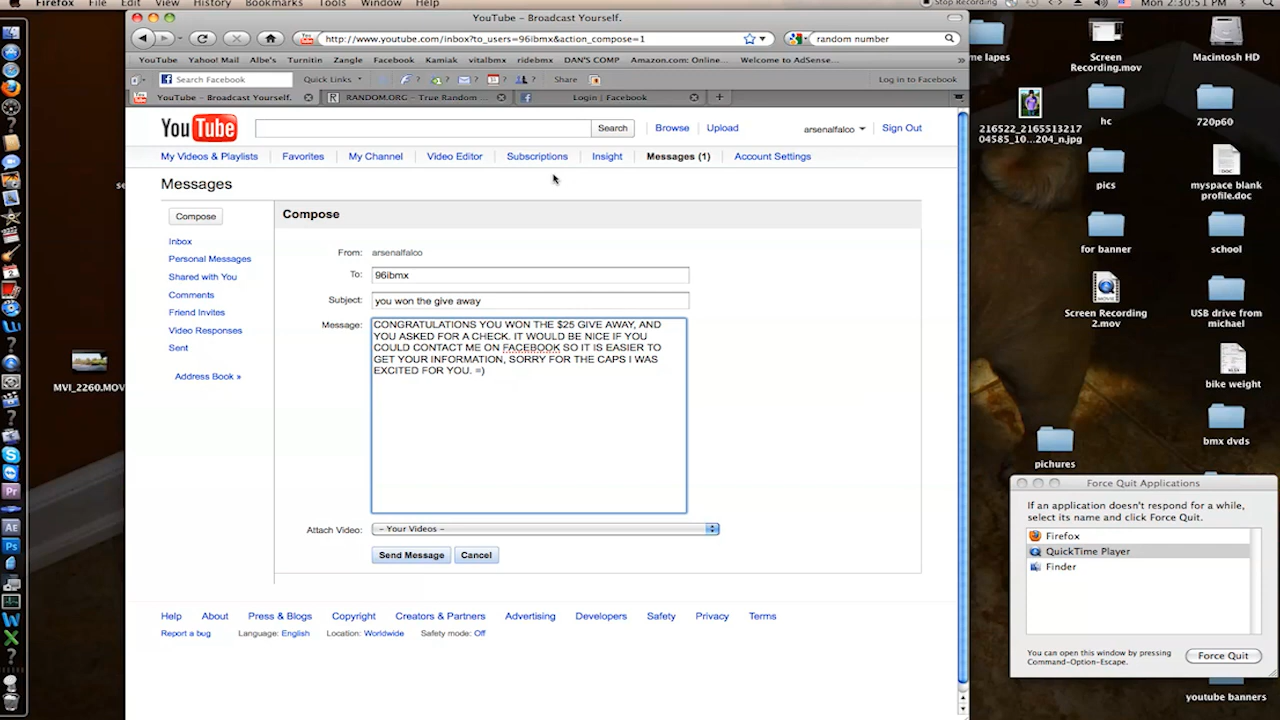 Firefox File Edit View History Bookmarks Tools Window Help
Stop Recording
Mon 2:30:51 PM
YouTube – Broadcast Yourself.
http://www.youtube.com/inbox?to_users=96ibmx&action_compose=1
random number
YouTube Yahoo! Mail Albe's Turnitin Zangle Facebook Kamiak vitalbmx ridebmx DAN'S COMP Amazon.com: Online... Welcome to AdSense...
Search Facebook Quick Links Share Log in to Facebook
YouTube – Broadcast Yourself. RANDOM.ORG – True Random ... Login | Facebook
YouTube
Search Browse Upload arsenalfalco Sign Out
My Videos & Playlists Favorites My Channel Video Editor Subscriptions Insight Messages (1) Account Settings
Messages
Compose
Compose
Inbox
Personal Messages
Shared with You
Comments
Friend Invites
Video Responses
Sent
Address Book »
From: arsenalfalco
To: 96ibmx
Subject: you won the give away
Message: CONGRATULATIONS YOU WON THE $25 GIVE AWAY, AND
YOU ASKED FOR A CHECK. IT WOULD BE NICE IF YOU
COULD CONTACT ME ON FACEBOOK SO IT IS EASIER TO
GET YOUR INFORMATION, SORRY FOR THE CAPS I WAS
EXCITED FOR YOU. =)
Attach Video: – Your Videos –
Send Message Cancel
Help About Press & Blogs Copyright Creators & Partners Advertising Developers Safety Privacy Terms
Report a bug Language: English Location: Worldwide Safety mode: Off
MVI_2260.MOV
me lapes
Screen
Recording.mov
Macintosh HD
216522_2165513217
04585_10...204_n.jpg
hc
720p60
pics
myspace blank
profile.doc
for banner
school
Screen Recording
2.mov
USB drive from
michael
bike weight
bmx dvds
pichures
Force Quit Applications
If an application doesn't respond for a while,
select its name and click Force Quit.
Firefox
QuickTime Player
Finder
You can open this window by pressing
Command-Option-Escape.
Force Quit
youtube banners